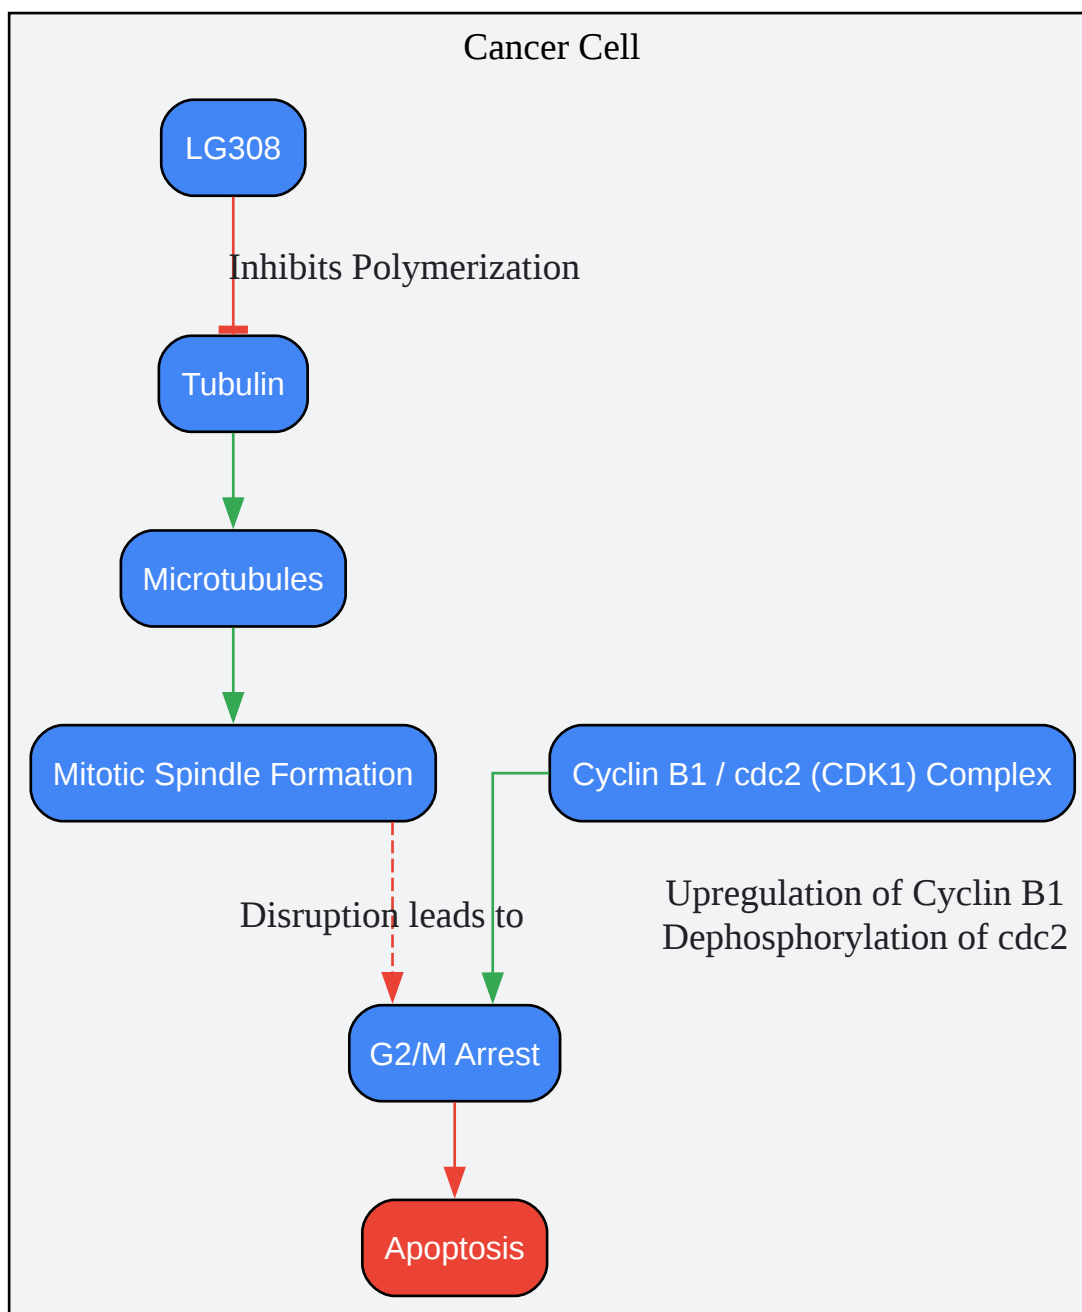 Cancer Cell
LG308
Inhibits Polymerization
Tubulin
Microtubules
Mitotic Spindle Formation
Cyclin B1 / cdc2 (CDK1) Complex
Disruption leads to
Upregulation of Cyclin B1
Dephosphorylation of cdc2
G2/M Arrest
Apoptosis